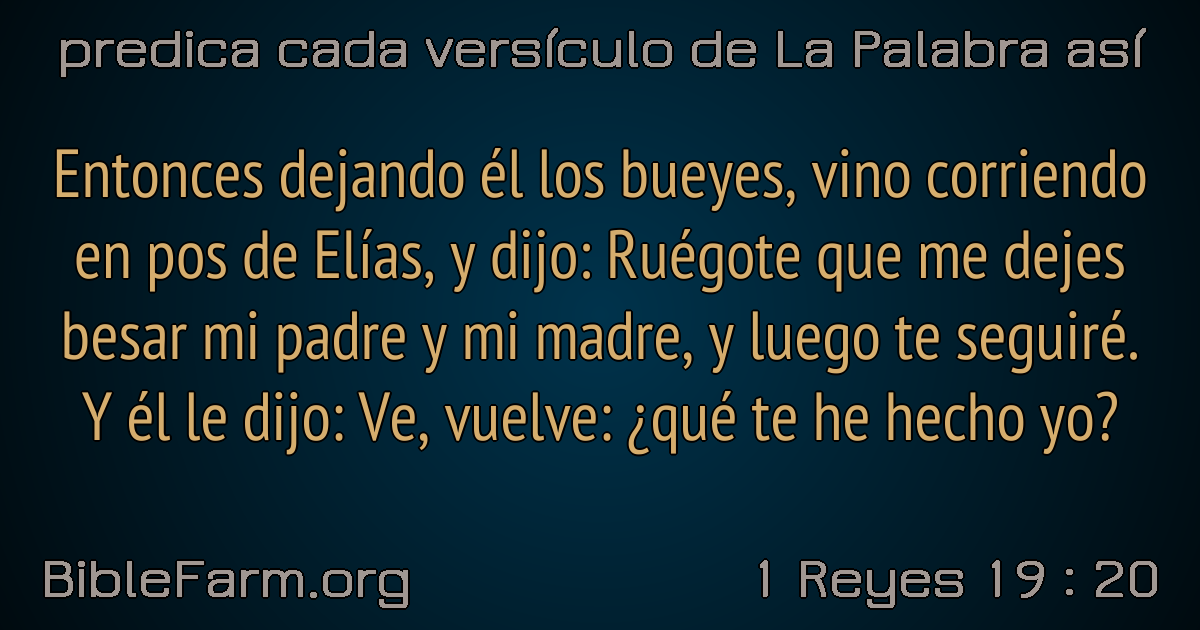 predica cada versículo de La Palabra así
Entonces dejando él los bueyes, vino corriendo
en pos de Elías, y dijo: Ruégote que me dejes
besar mi padre y mi madre, y luego te seguiré.
Y él le dijo: Ve, vuelve: ¿qué te he hecho yo?
BibleFarm.org
1 Reyes 19 : 20